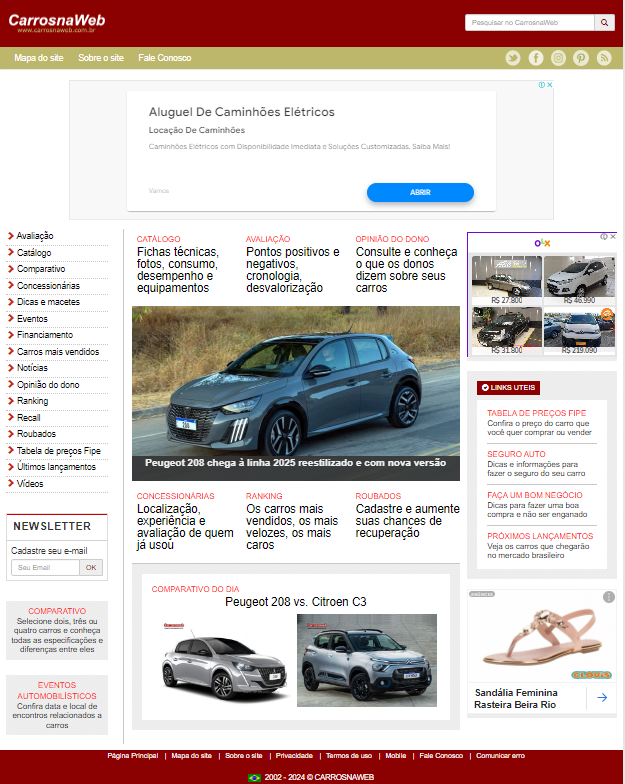 CarrosnaWeb
www.carrosnaweb.com.br
Pesquisar no CarrosnaWeb
Mapa do site
Sobre o site
Fale Conosco
Aluguel De Caminhões Elétricos
Locação De Caminhões
Caminhões Elétricos com Disponibilidade Imediata e Soluções Customizadas. Saiba Mais!
Vamos
ABRIR
Avaliação
Catálogo
Comparativo
Concessionárias
Dicas e macetes
Eventos
Financiamento
Carros mais vendidos
Notícias
Opinião do dono
Ranking
Recall
Roubados
Tabela de preços Fipe
Últimos lançamentos
Vídeos
NEWSLETTER
Cadastre seu e-mail
Seu Email
OK
COMPARATIVO
Selecione dois, três ou
quatro carros e conheça
todas as especificações e
diferenças entre eles
EVENTOS
AUTOMOBILÍSTICOS
Confira data e local de
encontros relacionados a
carros
CATÁLOGO
Fichas técnicas,
fotos, consumo,
desempenho e
equipamentos
AVALIAÇÃO
Pontos positivos e
negativos,
cronologia,
desvalorização
OPINIÃO DO DONO
Consulte e conheça
o que os donos
dizem sobre seus
carros
208
Peugeot 208 chega à linha 2025 reestilizado e com nova versão
CONCESSIONÁRIAS
Localização,
experiência e
avaliação de quem
já usou
RANKING
Os carros mais
vendidos, os mais
velozes, os mais
caros
ROUBADOS
Cadastre e aumente
suas chances de
recuperação
COMPARATIVO DO DIA
Peugeot 208 vs. Citroen C3
OLX
R$ 27.800
R$ 46.990
R$ 31.800
R$ 219.090
LINKS UTEIS
TABELA DE PREÇOS FIPE
Confira o preço do carro que
você quer comprar ou vender
SEGURO AUTO
Dicas e informações para
fazer o seguro do seu carro
FAÇA UM BOM NEGÓCIO
Dicas para fazer uma boa
compra e não ser enganado
PRÓXIMOS LANÇAMENTOS
Veja os carros que chegarão
no mercado brasileiro
Sandália Feminina
Rasteira Beira Rio
Página Principal | Mapa do site | Sobre o site | Privacidade | Termos de uso | Mobile | Fale Conosco | Comunicar erro
2002 - 2024 © CARROSNAWEB